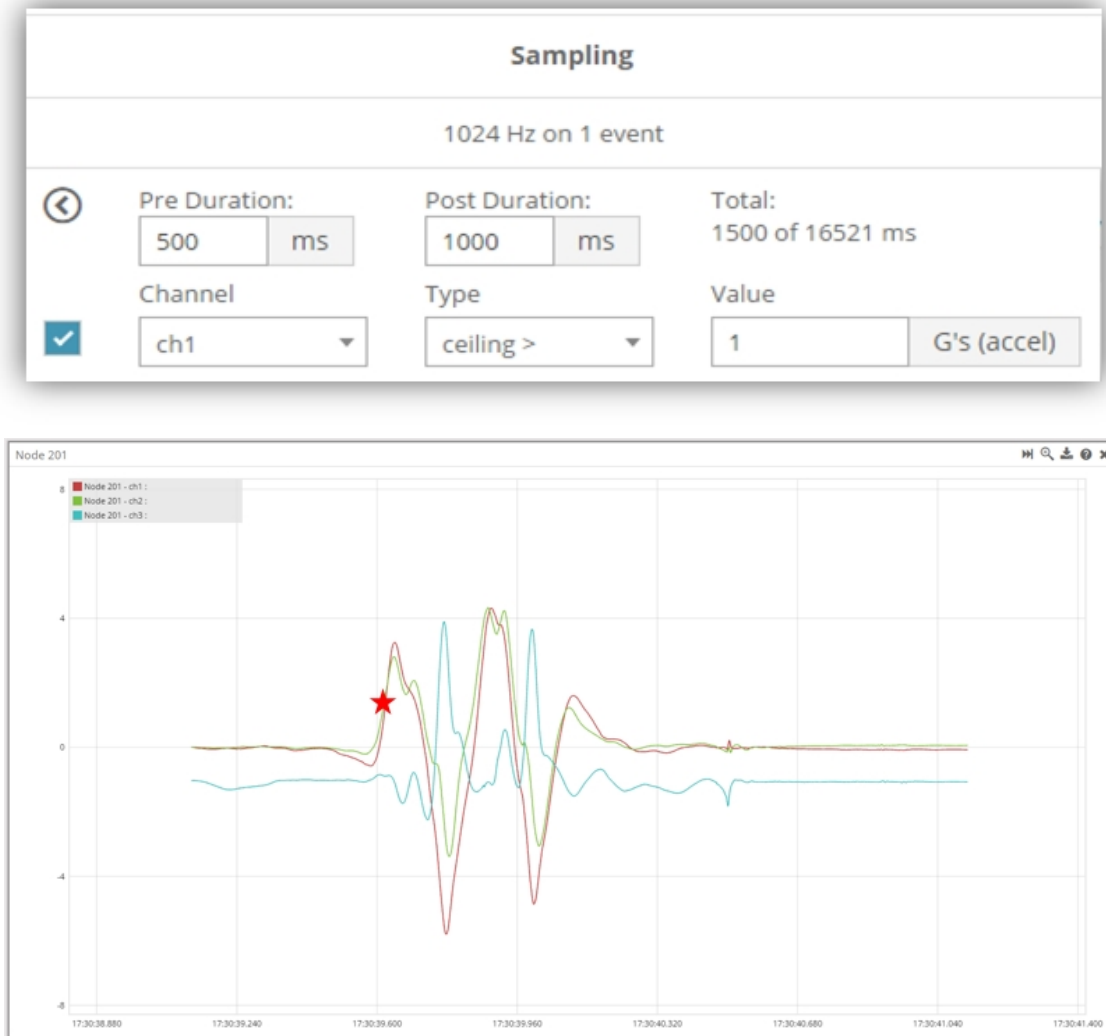 Sampling
1024 Hz on 1 event
Pre Duration: Post Duration: Total:
500 ms 1000 ms 1500 of 16521 ms
Channel Type Value
ch1 ceiling > 1 G's (accel)
Node 201
8
Node 201 - ch1 :
Node 201 - ch2 :
Node 201 - ch3 :
4
0
-4
-8
17:30:38.880 17:30:39.240 17:30:39.600 17:30:39.960 17:30:40.320 17:30:40.680 17:30:41.040 17:30:41.400